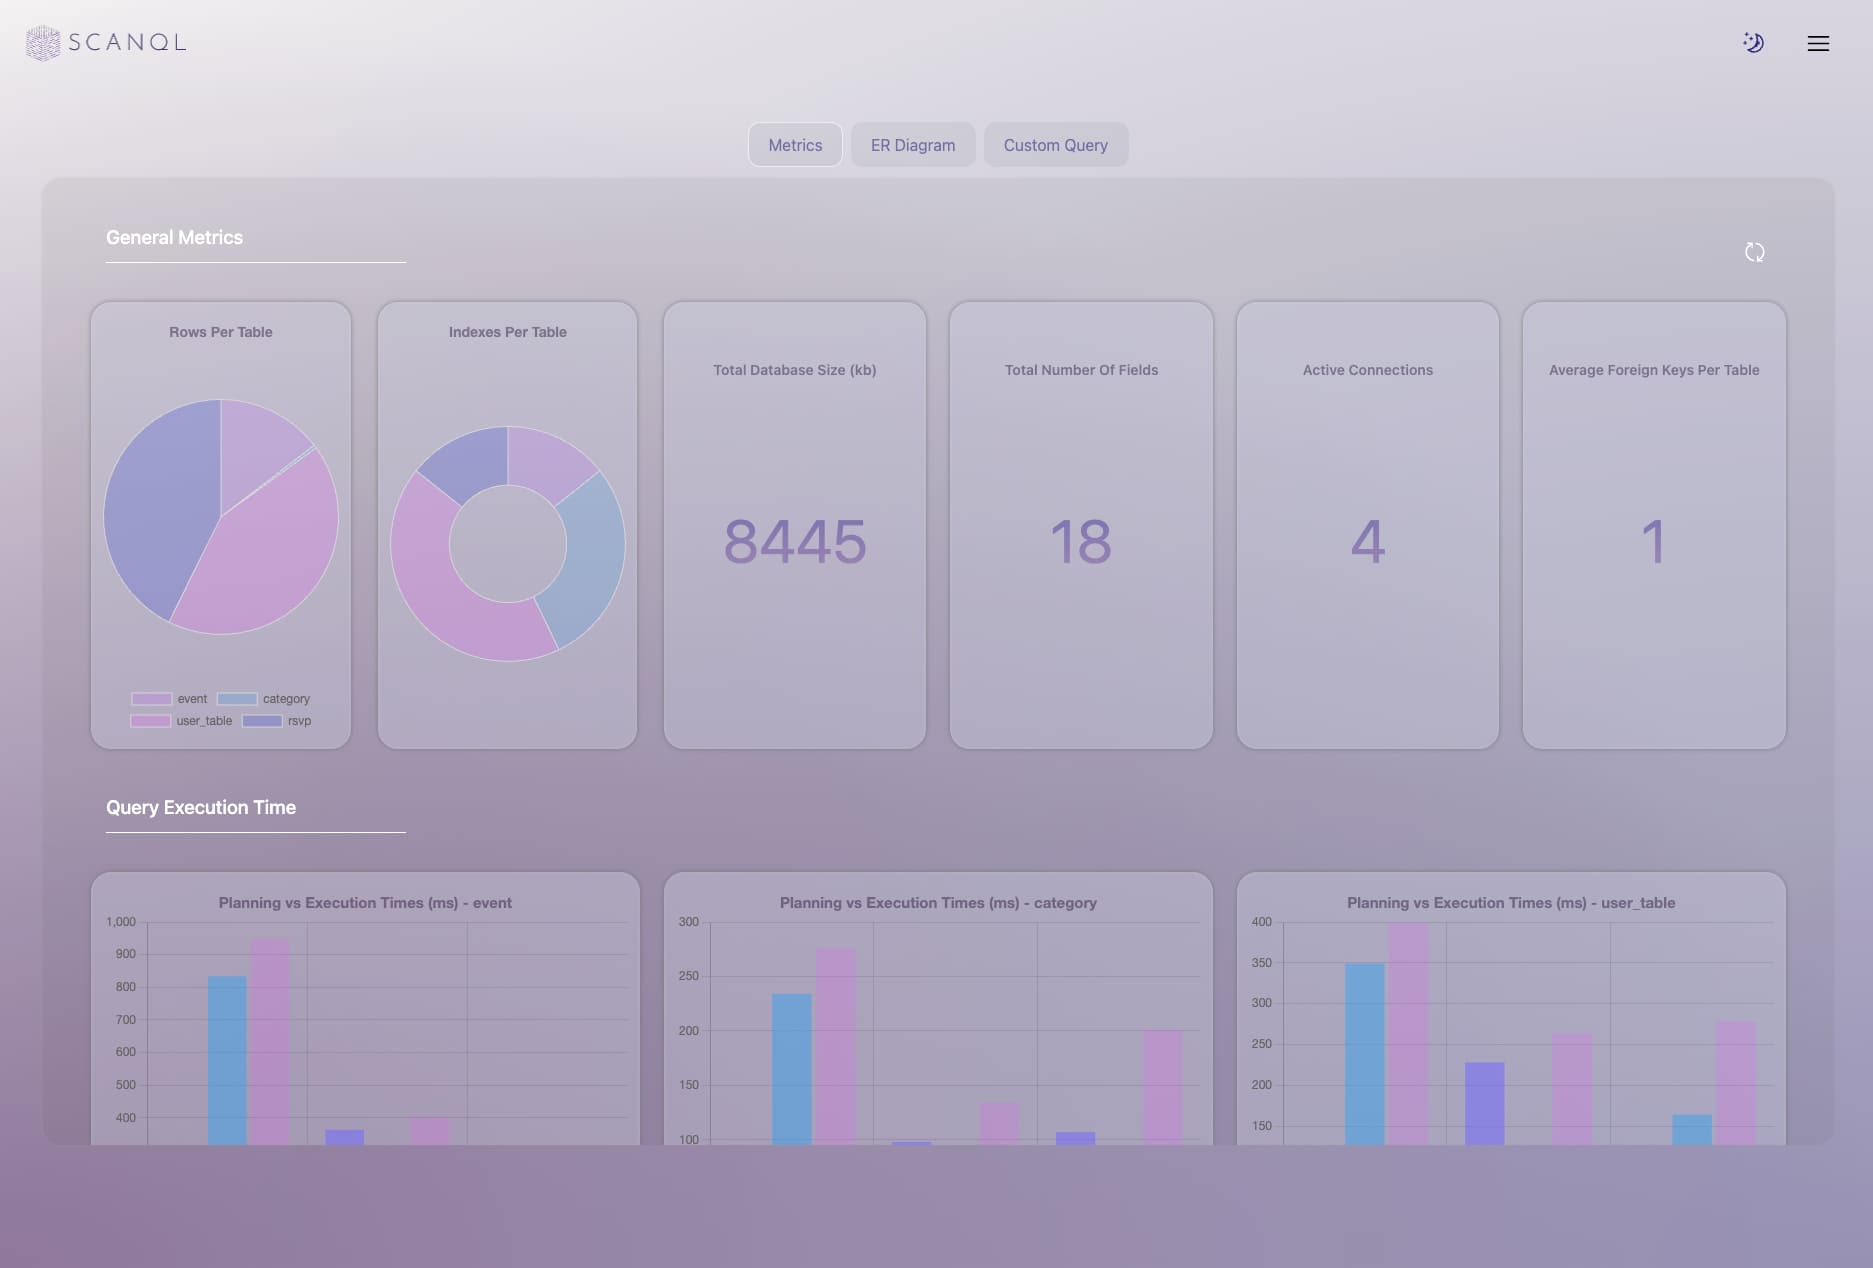 SCANQL
Metrics
ER Diagram
Custom Query
General Metrics
Rows Per Table
event
category
user_table
rsvp
Indexes Per Table
Total Database Size (kb)
8445
Total Number Of Fields
18
Active Connections
4
Average Foreign Keys Per Table
1
Query Execution Time
Planning vs Execution Times (ms) - event
1,000
900
800
700
600
500
400
Planning vs Execution Times (ms) - category
300
250
200
150
100
Planning vs Execution Times (ms) - user_table
400
350
300
250
200
150